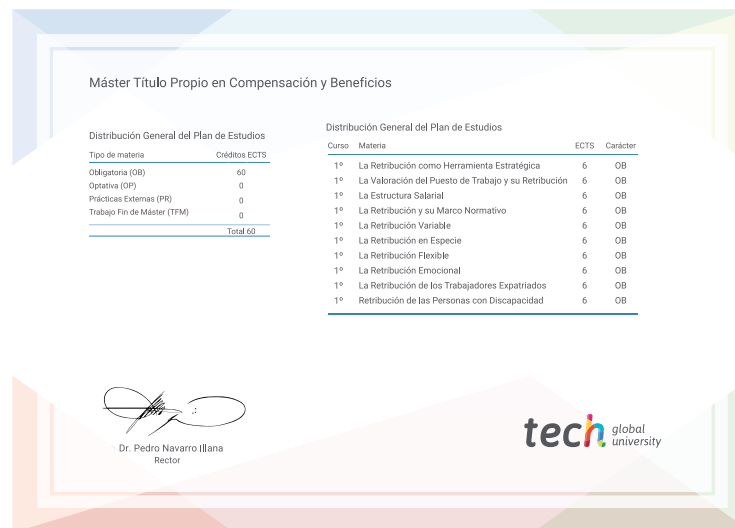 Máster Título Propio en Compensación y Beneficios
Distribución General del Plan de Estudios
Tipo de materia Créditos ECTS
Obligatoria (OB) 60
Optativa (OP) 0
Prácticas Externas (PR) 0
Trabajo Fin de Máster (TFM) 0
Total 60
Distribución General del Plan de Estudios
Curso Materia ECTS Carácter
1º La Retribución como Herramienta Estratégica 6 OB
1º La Valoración del Puesto de Trabajo y su Retribución 6 OB
1º La Estructura Salarial 6 OB
1º La Retribución y su Marco Normativo 6 OB
1º La Retribución Variable 6 OB
1º La Retribución en Especie 6 OB
1º La Retribución Flexible 6 OB
1º La Retribución Emocional 6 OB
1º La Retribución de los Trabajadores Expatriados 6 OB
1º Retribución de las Personas con Discapacidad 6 OB
Dr. Pedro Navarro Illana
Rector
tech global
university